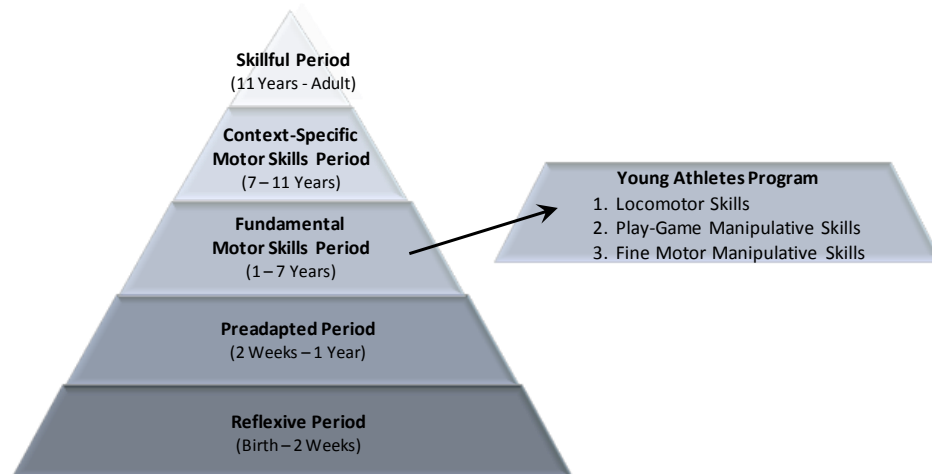 Skillful Period
(11 Years - Adult)
Context-Specific
Motor Skills Period
(7 – 11 Years)
Fundamental
Motor Skills Period
(1 – 7 Years)
Preadapted Period
(2 Weeks – 1 Year)
Reflexive Period
(Birth – 2 Weeks)
Young Athletes Program
1. Locomotor Skills
2. Play-Game Manipulative Skills
3. Fine Motor Manipulative Skills